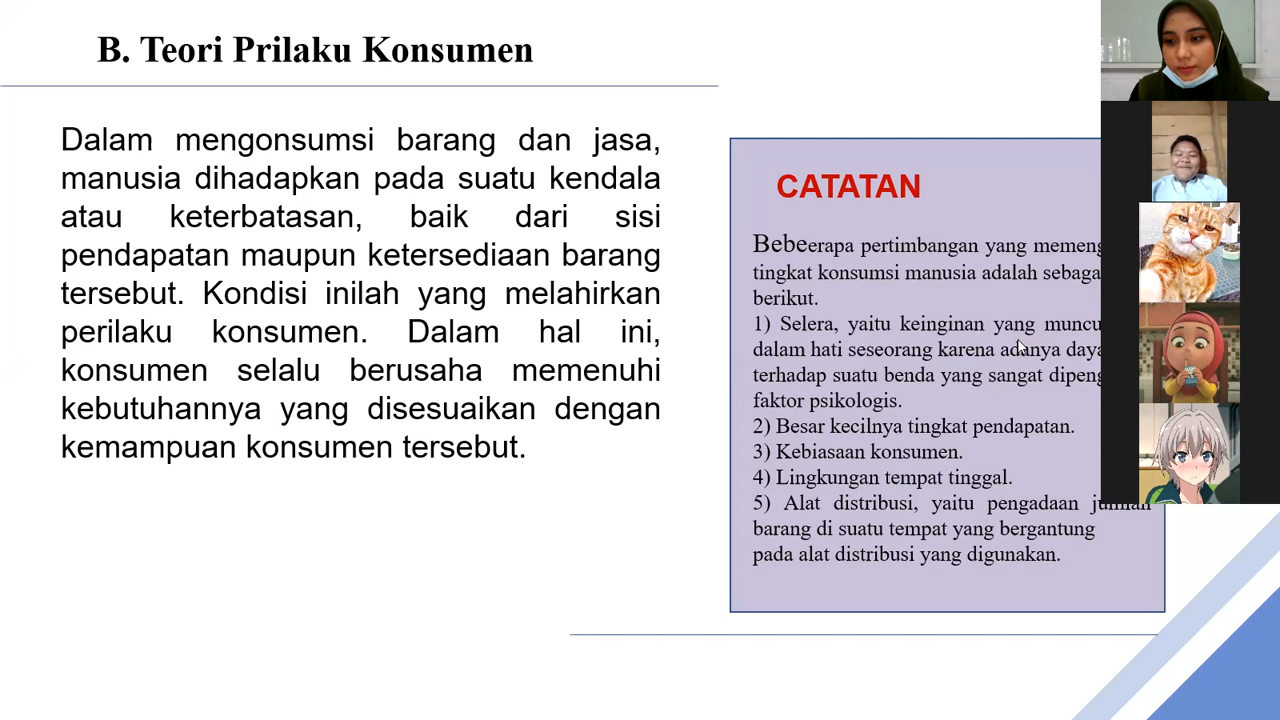 B. Teori Prilaku Konsumen
Dalam mengonsumsi barang dan jasa,
manusia dihadapkan pada suatu kendala
atau keterbatasan, baik dari sisi
pendapatan maupun ketersediaan barang
tersebut. Kondisi inilah yang melahirkan
perilaku konsumen. Dalam hal ini,
konsumen selalu berusaha memenuhi
kebutuhannya yang disesuaikan dengan
kemampuan konsumen tersebut.
CATATAN
Bebeerapa pertimbangan yang
tingkat konsumsi manusia adalah
berikut.
1) Selera, yaitu keinginan yang
dalam hati seseorang karena adanya daya
terhadap suatu benda yang sangat
faktor psikologis.
2) Besar kecilnya tingkat pendapatan.
3) Kebiasaan konsumen.
4) Lingkungan tempat tinggal.
5) Alat distribusi, yaitu pengadaan jumlah
barang di suatu tempat yang bergantung
pada alat distribusi yang digunakan.